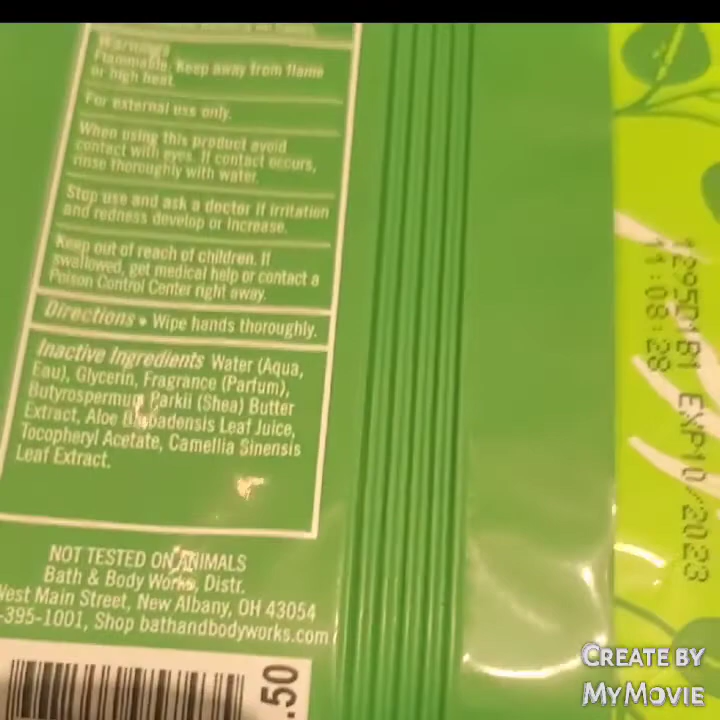 Warnings
Flammable. Keep away from flame
or high heat.
For external use only.
When using this product avoid
contact with eyes. If contact occurs,
rinse thoroughly with water.
Stop use and ask a doctor if irritation
and redness develop or increase.
Keep out of reach of children. If
swallowed, get medical help or contact a
Poison Control Center right away.
Directions • Wipe hands thoroughly.
Inactive Ingredients Water (Aqua,
Eau), Glycerin, Fragrance (Parfum),
Butyrospermum Parkii (Shea) Butter
Extract, Aloe Barbadensis Leaf Juice,
Tocopheryl Acetate, Camellia Sinensis
Leaf Extract.
NOT TESTED ON ANIMALS
Bath & Body Works, Distr.
West Main Street, New Albany, OH 43054
-395-1001, Shop bathandbodyworks.com
.50
1295D181 EXP10/2023
11:08:28
CREATE BY
MYMOVIE